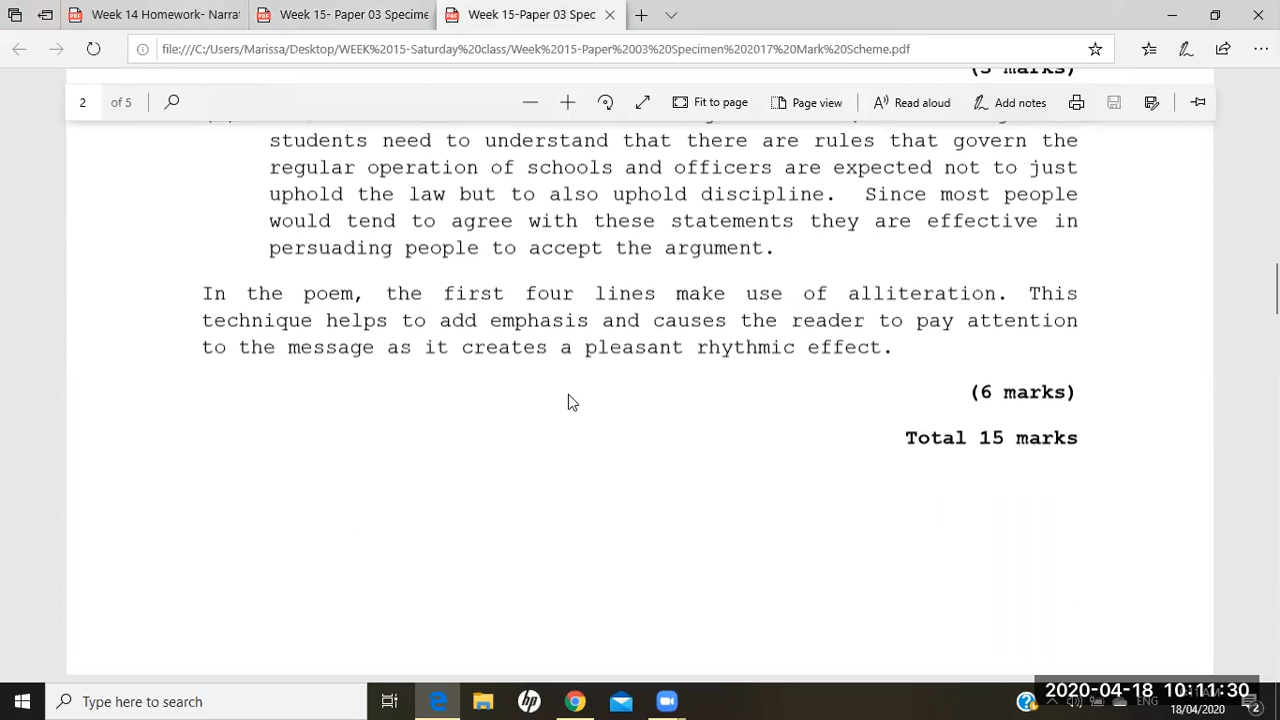 Week 14 Homework- Narrat
Week 15- Paper 03 Specime
Week 15-Paper 03 Spec
file:///C:/Users/Marissa/Desktop/WEEK%2015-Saturday%20class/Week%2015-Paper%2003%20Specimen%202017%20Mark%20Scheme.pdf
2 of 5
Fit to page
Page view
Read aloud
Add notes
students need to understand that there are rules that govern the
regular operation of schools and officers are expected not to just
uphold the law but to also uphold discipline. Since most people
would tend to agree with these statements they are effective in
persuading people to accept the argument.
In the poem, the first four lines make use of alliteration. This
technique helps to add emphasis and causes the reader to pay attention
to the message as it creates a pleasant rhythmic effect.
(6 marks)
Total 15 marks
Type here to search
hp
ENG
2020-04-18 10:11:30
18/04/2020
2